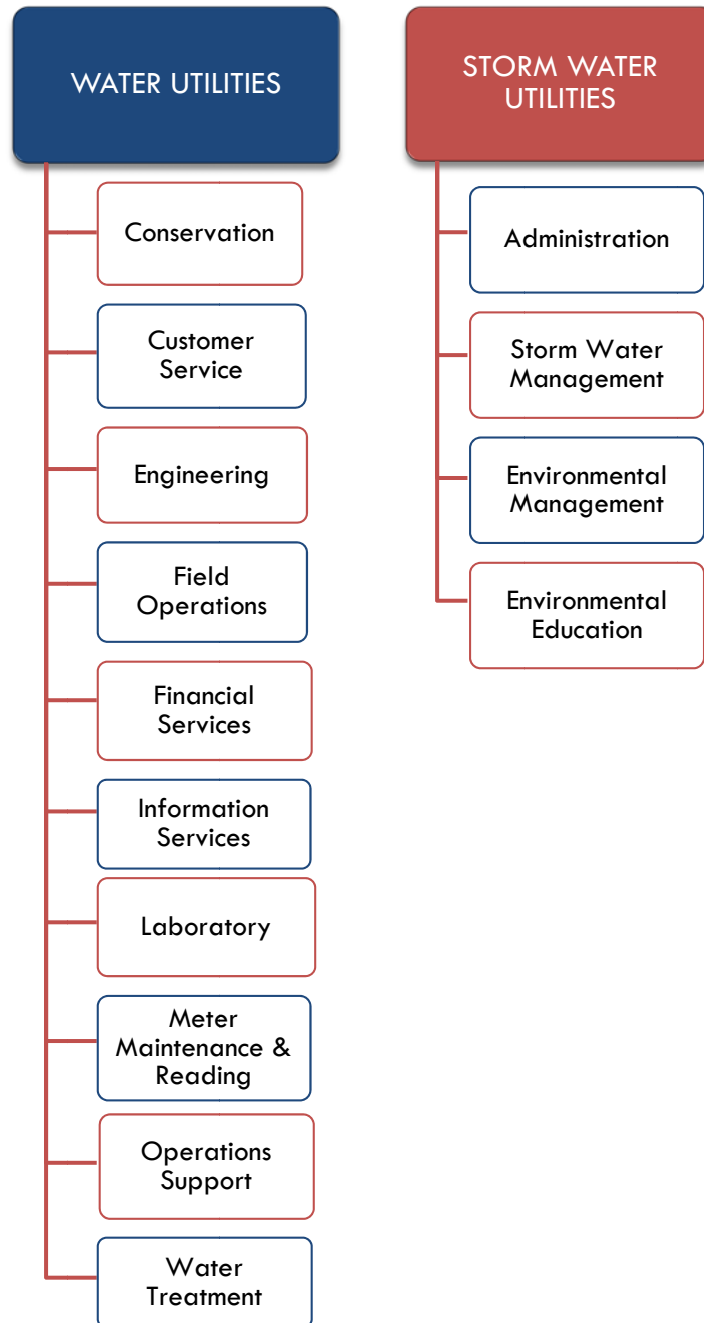 WATER UTILITIES
Conservation
Customer
Service
Engineering
Field
Operations
Financial
Services
Information
Services
Laboratory
Meter
Maintenance &
Reading
Operations
Support
Water
Treatment
STORM WATER
UTILITIES
Administration
Storm Water
Management
Environmental
Management
Environmental
Education